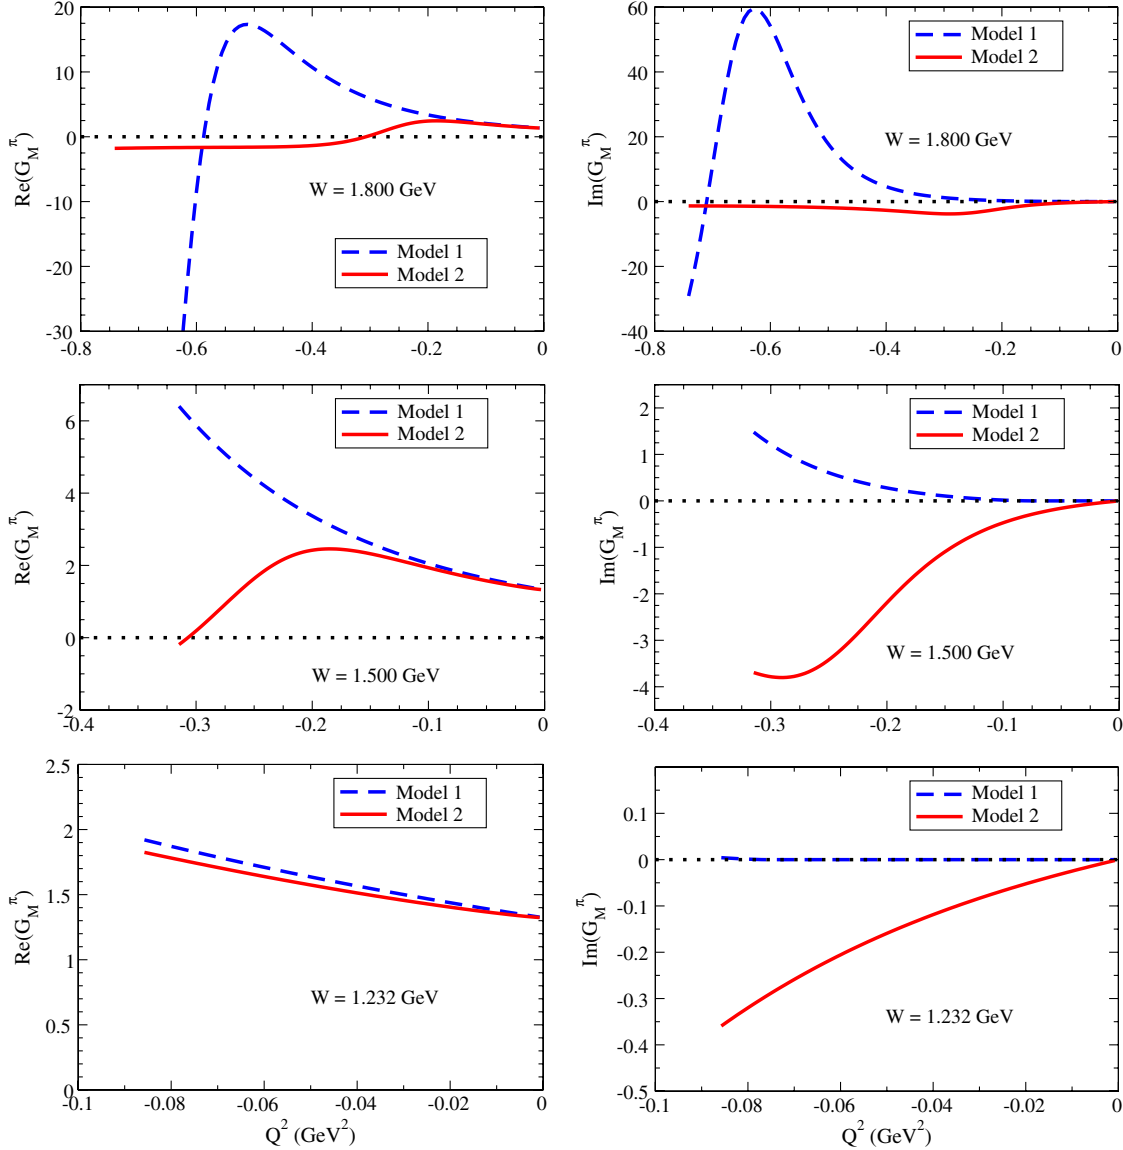 20
10
0
-10
-20
-30
-0.8
-0.6
-0.4
-0.2
0
Re(G_M^π)
W = 1.800 GeV
Model 1
Model 2
60
40
20
0
-20
-40
-0.8
-0.6
-0.4
-0.2
0
Im(G_M^π)
Model 1
Model 2
W = 1.800 GeV
6
4
2
0
-2
-0.4
-0.3
-0.2
-0.1
0
Re(G_M^π)
Model 1
Model 2
W = 1.500 GeV
2
1
0
-1
-2
-3
-4
-0.4
-0.3
-0.2
-0.1
0
Im(G_M^π)
Model 1
Model 2
W = 1.500 GeV
2.5
2
1.5
1
0.5
0
-0.1
-0.08
-0.06
-0.04
-0.02
0
Re(G_M^π)
Model 1
Model 2
W = 1.232 GeV
Q^2 (GeV^2)
0.1
0
-0.1
-0.2
-0.3
-0.4
-0.5
-0.1
-0.08
-0.06
-0.04
-0.02
0
Im(G_M^π)
Model 1
Model 2
W = 1.232 GeV
Q^2 (GeV^2)